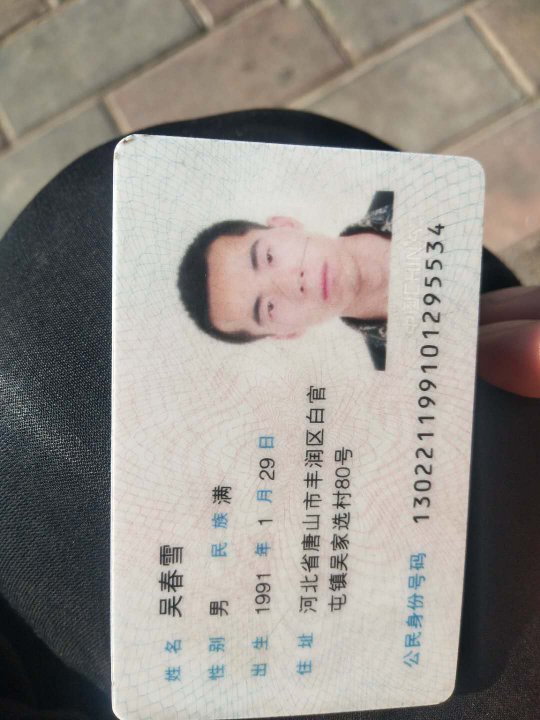 姓名 吴春雪
性别 男 民族 满
出生 1991 年 1 月 29 日
住址 河北省唐山市丰润区白官
屯镇吴家选村80号
公民身份号码 130221199101295534